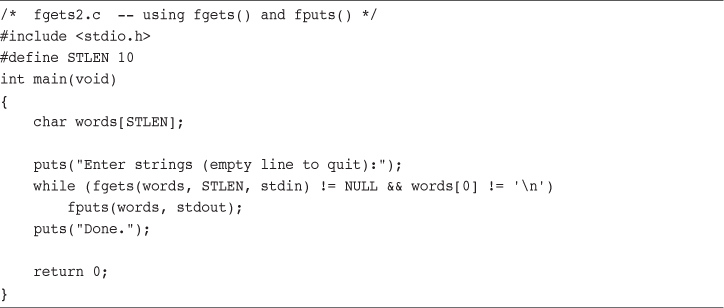 /*  fgets2.c  -- using fgets() and fputs() */
#include <stdio.h>
#define STLEN 10
int main(void)
{
    char words[STLEN];

    puts("Enter strings (empty line to quit):");
    while (fgets(words, STLEN, stdin) != NULL && words[0] != '\n')
        fputs(words, stdout);
    puts("Done.");

    return 0;
}